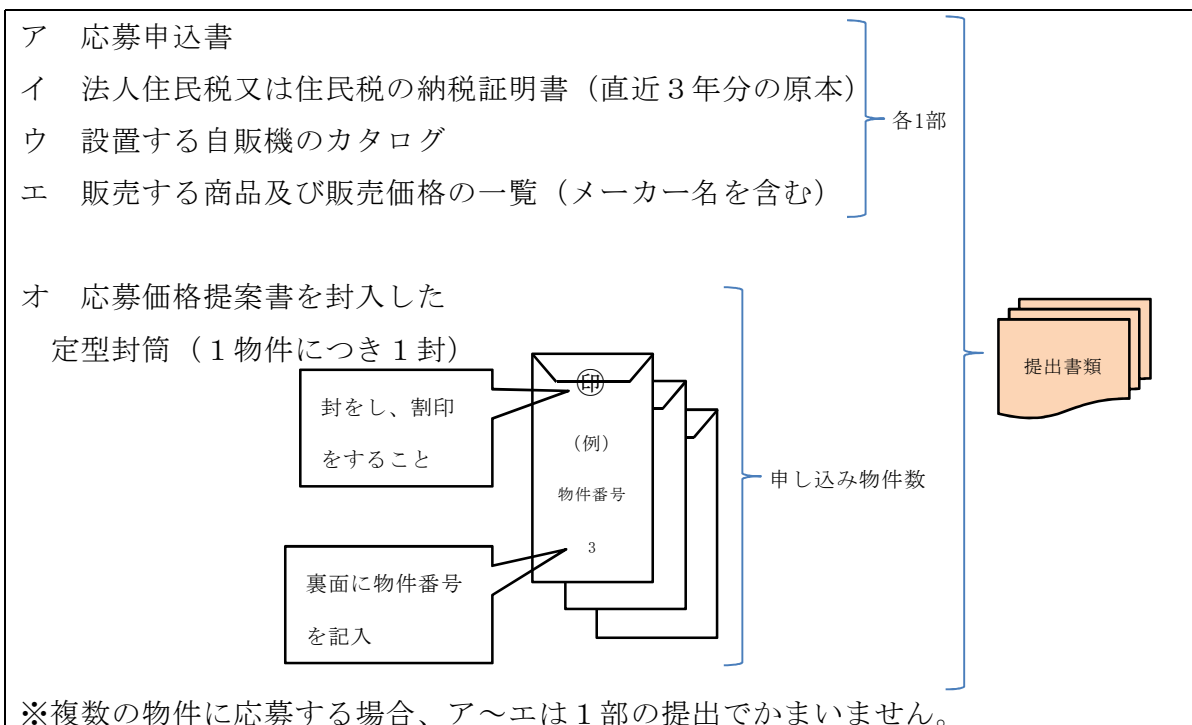 ア　応募申込書
イ　法人住民税又は住民税の納税証明書（直近３年分の原本）
ウ　設置する自販機のカタログ
エ　販売する商品及び販売価格の一覧（メーカー名を含む）
各1部
オ　応募価格提案書を封入した
定型封筒（１物件につき１封）
封をし、割印
をすること
㊞
（例）
物件番号
3
裏面に物件番号
を記入
申し込み物件数
提出書類
※複数の物件に応募する場合、ア～エは１部の提出でかまいません。